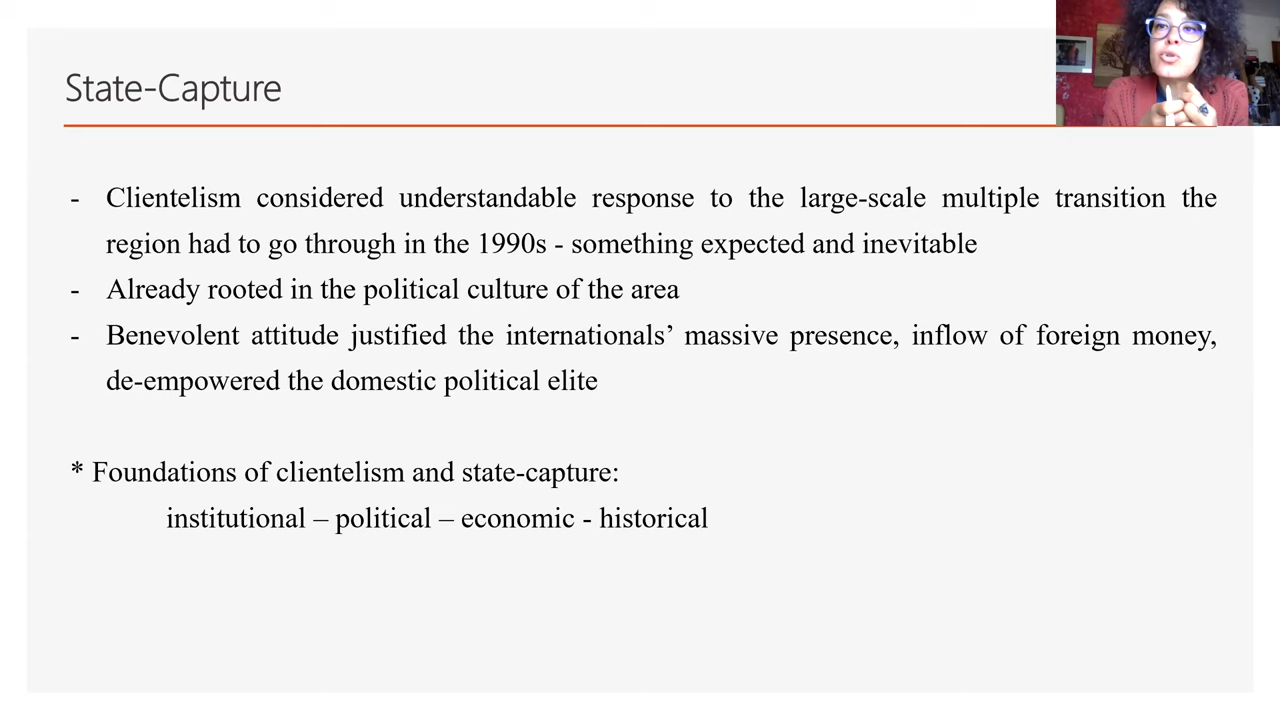 State-Capture
- Clientelism considered understandable response to the large-scale multiple transition the
region had to go through in the 1990s - something expected and inevitable
- Already rooted in the political culture of the area
- Benevolent attitude justified the internationals’ massive presence, inflow of foreign money,
de-empowered the domestic political elite
* Foundations of clientelism and state-capture:
institutional – political – economic - historical